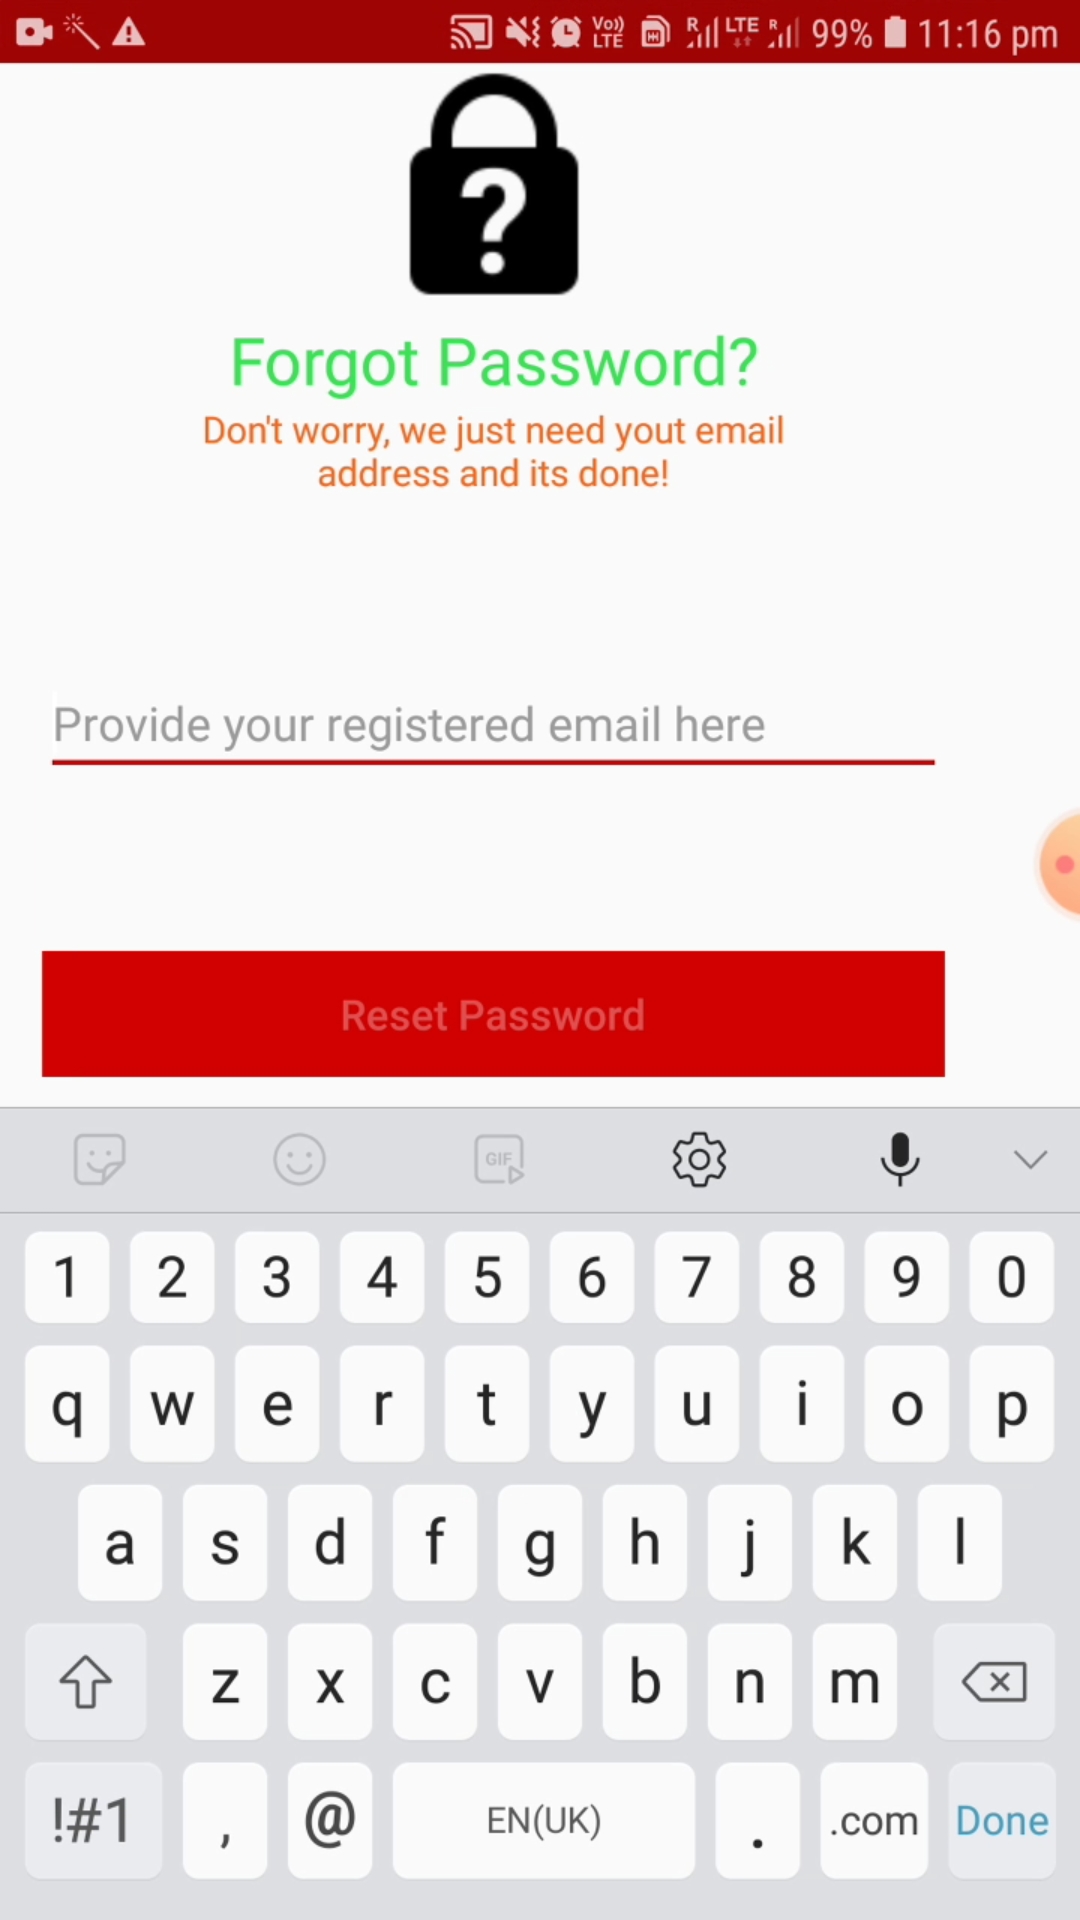 VoLTE R LTE R 99% 11:16 pm
?
Forgot Password?
Don't worry, we just need yout email
address and its done!
Provide your registered email here
Reset Password
GIF
1 2 3 4 5 6 7 8 9 0
q w e r t y u i o p
a s d f g h j k l
z x c v b n m
!#1 , @ EN(UK) . .com Done